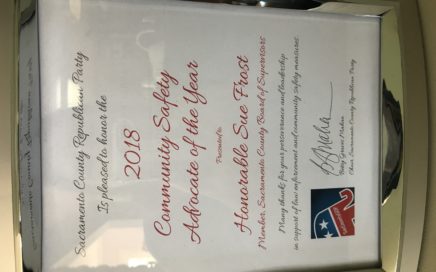 Sacramento County Republican Party
Is pleased to honor the
2018
Community Safety
Advocate of the Year
Presented to
Honorable Sue Frost
Member, Sacramento County Board of Supervisors
Many thanks for your perseverance and leadership
in support of law enforcement and community safety measures.
Chair, Sacramento County Republican Party